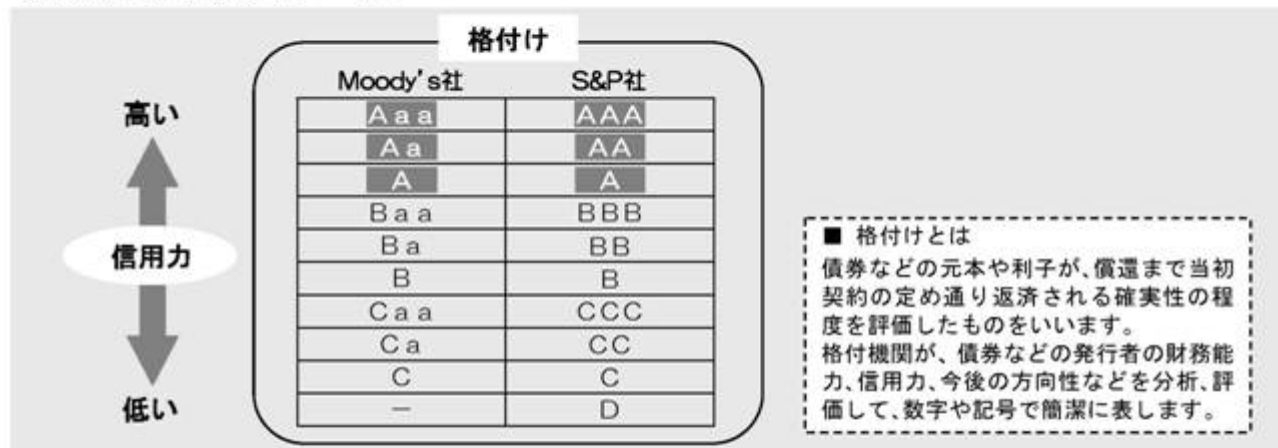 格付け
Moody's社 S&P社
高い
Aaa AAA
Aa AA
A A
Baa BBB
信用力
Ba BB
B B
Caa CCC
Ca CC
C C
低い
－ D
■ 格付けとは
債券などの元本や利子が、償還まで当初
契約の定め通り返済される確実性の程
度を評価したものをいいます。
格付機関が、債券などの発行者の財務能
力、信用力、今後の方向性などを分析、評
価して、数字や記号で簡潔に表します。